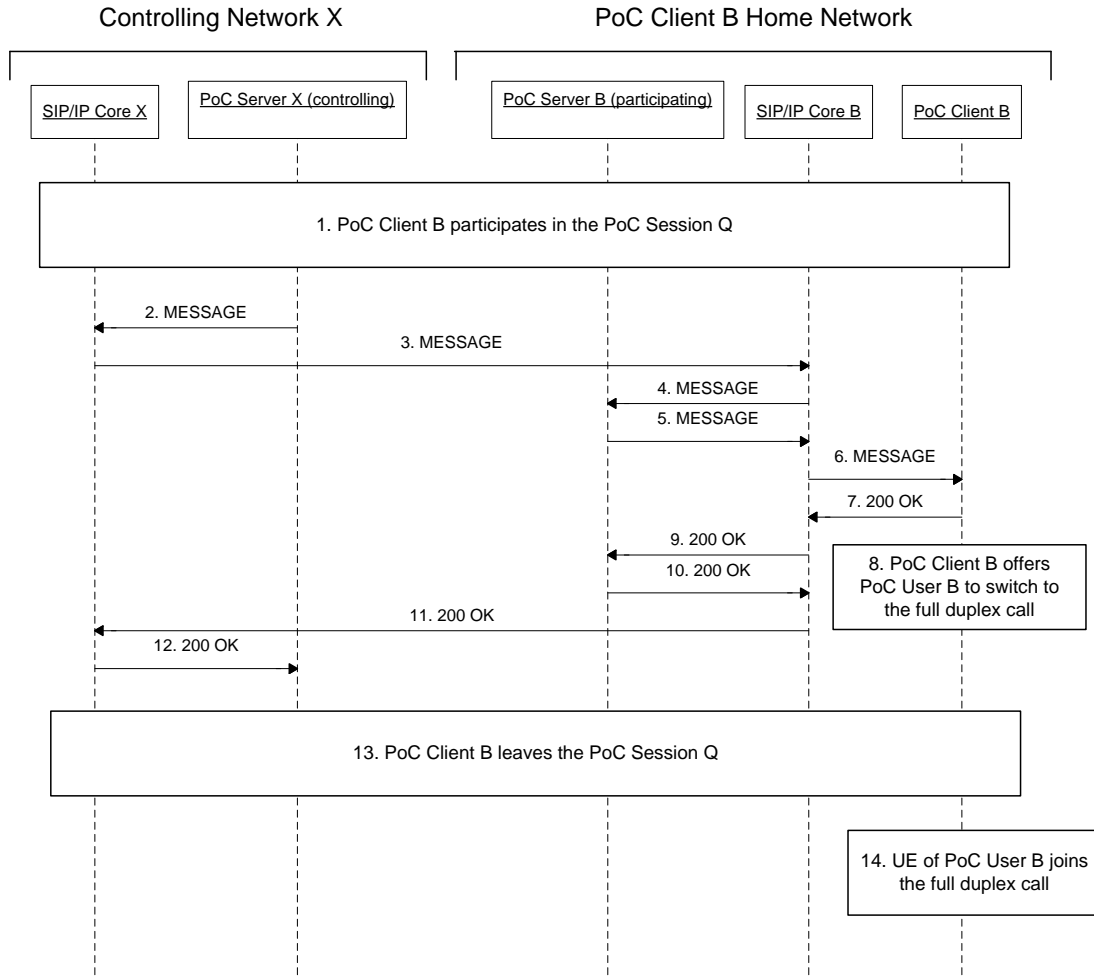 Controlling Network X
PoC Client B Home Network
SIP/IP Core X
PoC Server X (controlling)
PoC Server B (participating)
SIP/IP Core B
PoC Client B
1. PoC Client B participates in the PoC Session Q
2. MESSAGE
3. MESSAGE
4. MESSAGE
5. MESSAGE
6. MESSAGE
7. 200 OK
9. 200 OK
8. PoC Client B offers
PoC User B to switch to
the full duplex call
10. 200 OK
11. 200 OK
12. 200 OK
13. PoC Client B leaves the PoC Session Q
14. UE of PoC User B joins
the full duplex call